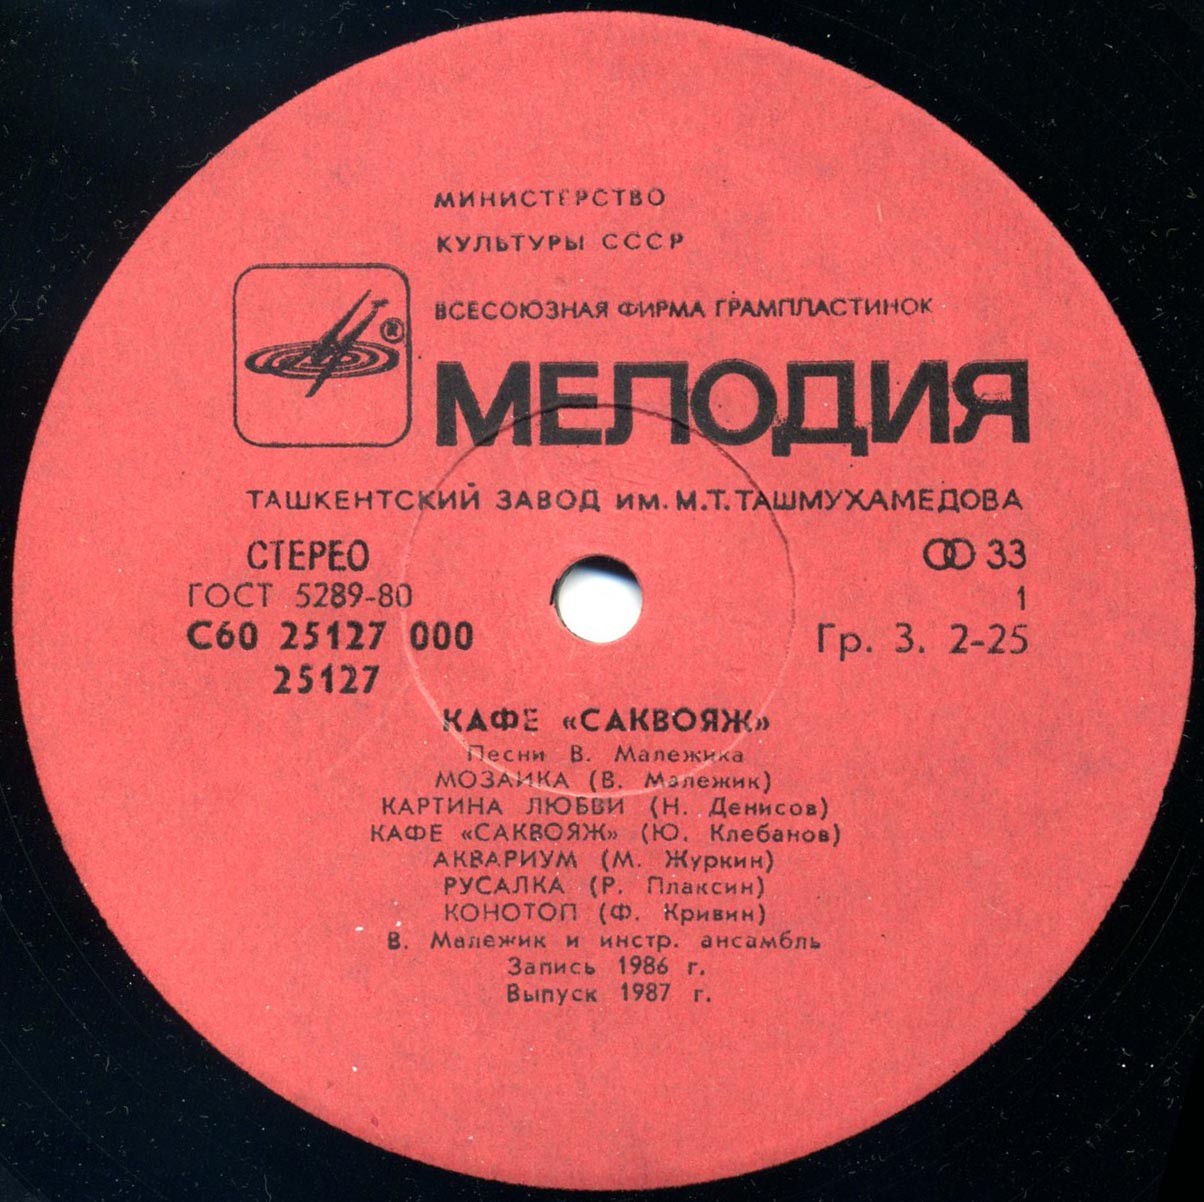 МИНИСТЕРСТВО
КУЛЬТУРЫ СССР
ВСЕСОЮЗНАЯ ФИРМА ГРАМПЛАСТИНОК
®
МЕЛОДИЯ
ТАШКЕНТСКИЙ ЗАВОД им. М.Т.ТАШМУХАМЕДОВА
СТЕРЕО 33
ГОСТ 5289-80 1
С60 25127 000 Гр. 3. 2-25
25127
КАФЕ «САКВОЯЖ»
Песни В. Малежика
МОЗАИКА (В. Малежик)
КАРТИНА ЛЮБВИ (Н. Денисов)
КАФЕ «САКВОЯЖ» (Ю. Клебанов)
АКВАРИУМ (М. Журкин)
РУСАЛКА (Р. Плаксин)
КОНОТОП (Ф. Кривин)
В. Малежик и инстр. ансамбль
Запись 1986 г.
Выпуск 1987 г.